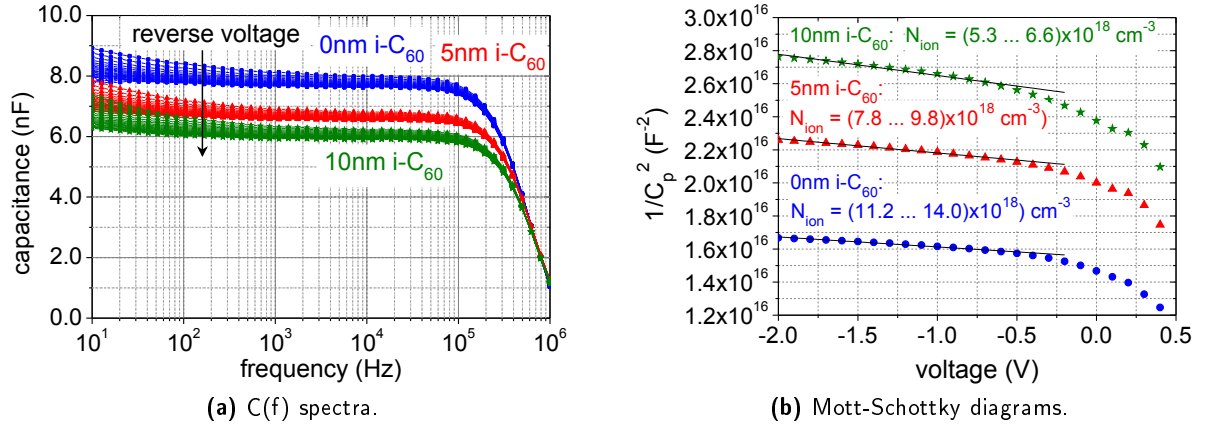 10.0
8.0
6.0
4.0
2.0
0.0
capacitance (nF)
reverse voltage
0nm i-C60
5nm i-C60
10nm i-C60
10^1
10^2
10^3
10^4
10^5
10^6
frequency (Hz)
(a) C(f) spectra.
3.0x10^16
2.8x10^16
2.6x10^16
2.4x10^16
2.2x10^16
2.0x10^16
1.8x10^16
1.6x10^16
1.4x10^16
1.2x10^16
1/Cp^2 (F^-2)
10nm i-C60: Nion = (5.3 ... 6.6)x10^18 cm^-3
5nm i-C60:
Nion = (7.8 ... 9.8)x10^18 cm^-3)
0nm i-C60:
Nion = (11.2 ... 14.0)x10^18) cm^-3
-2.0
-1.5
-1.0
-0.5
0.0
0.5
voltage (V)
(b) Mott-Schottky diagrams.